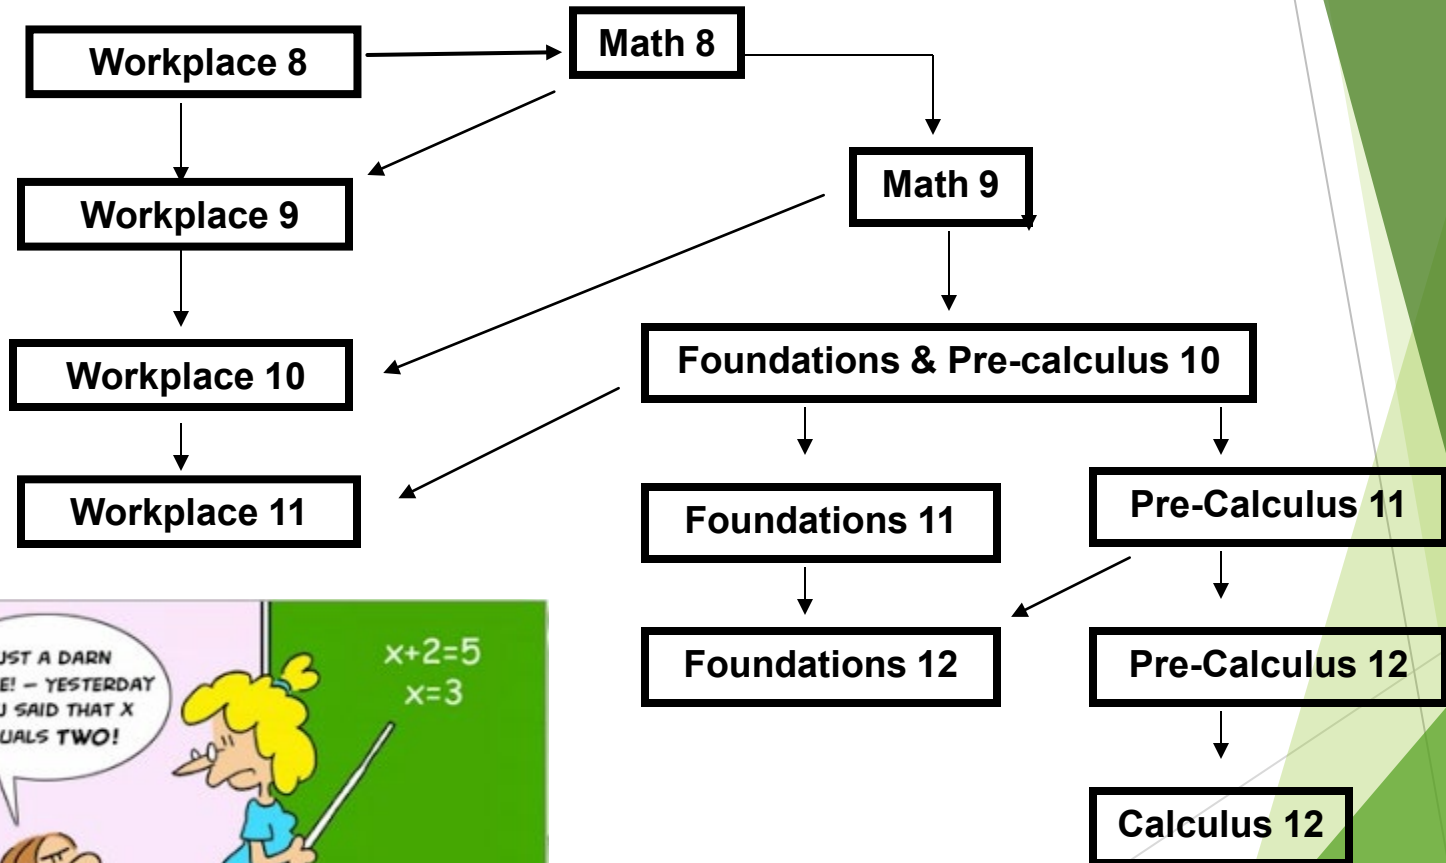 Workplace 8
Math 8
Math 9
Workplace 9
Workplace 10
Foundations & Pre-calculus 10
Workplace 11
Foundations 11
Pre-Calculus 11
Foundations 12
Pre-Calculus 12
Calculus 12
A DARN
! – YESTERDAY
SAID THAT X
TWO!
x+2=5
x=3